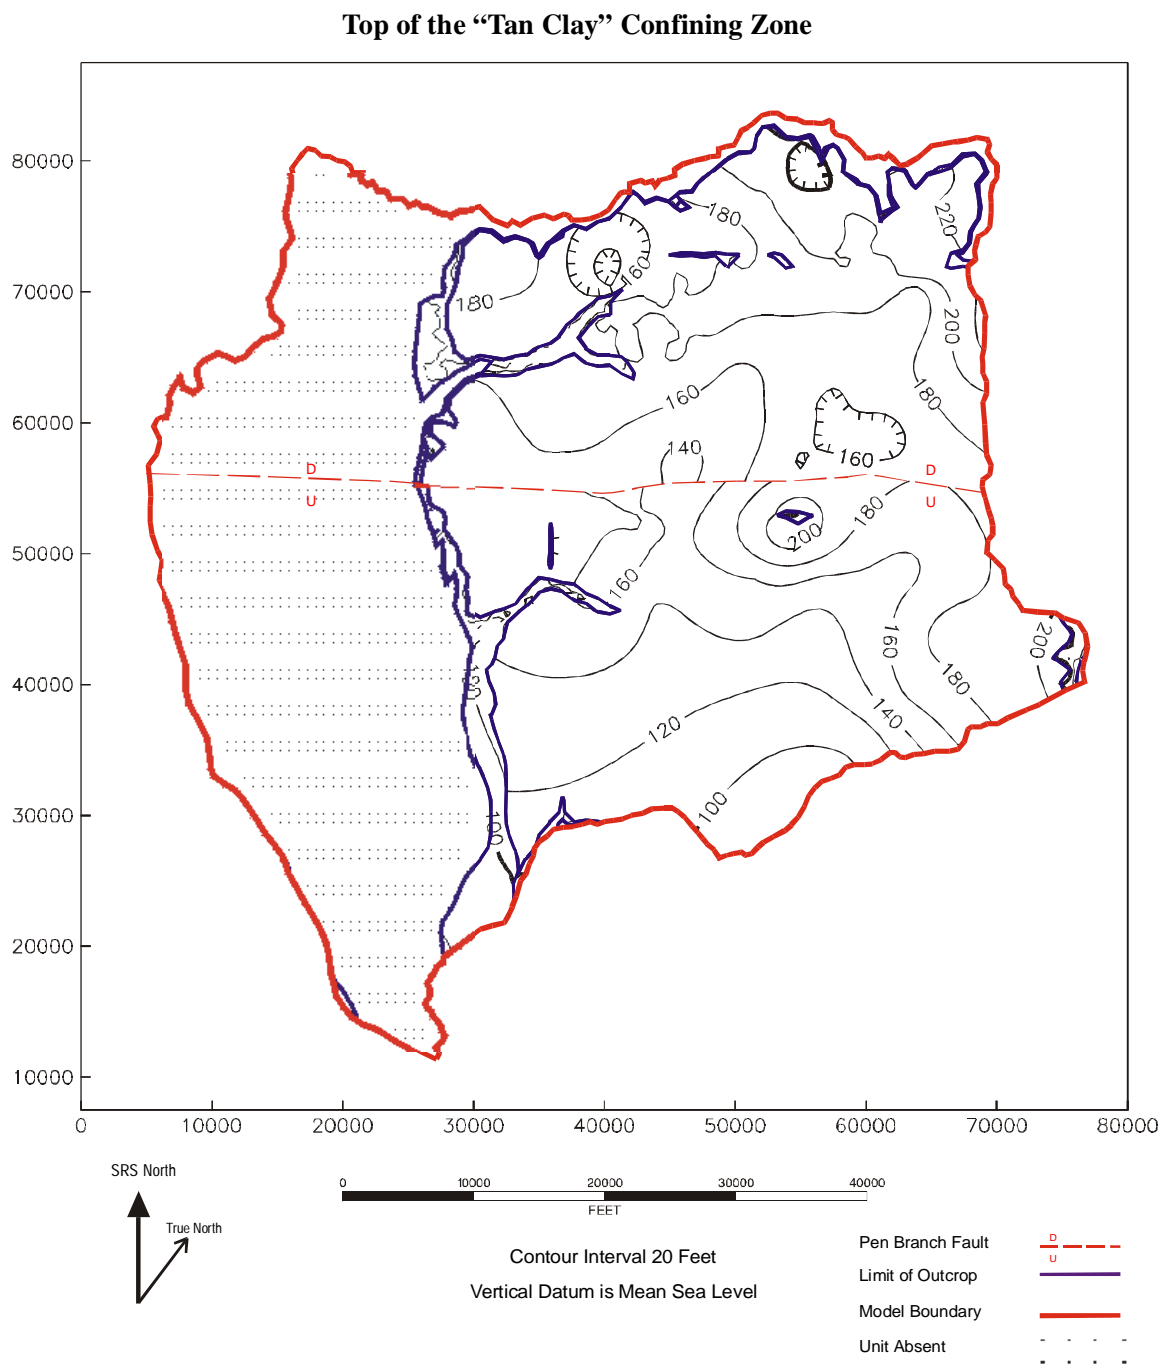 Top of the “Tan Clay” Confining Zone
80000
70000
60000
50000
40000
30000
20000
10000
180
220
160
180
200
180
160
140
160
D
U
D
U
180
200
160
160
200
180
140
120
100
100
0 10000 20000 30000 40000 50000 60000 70000 80000
SRS North
True North
0 10000 20000 30000 40000
FEET
Contour Interval 20 Feet
Vertical Datum is Mean Sea Level
Pen Branch Fault
D
U
Limit of Outcrop
Model Boundary
Unit Absent